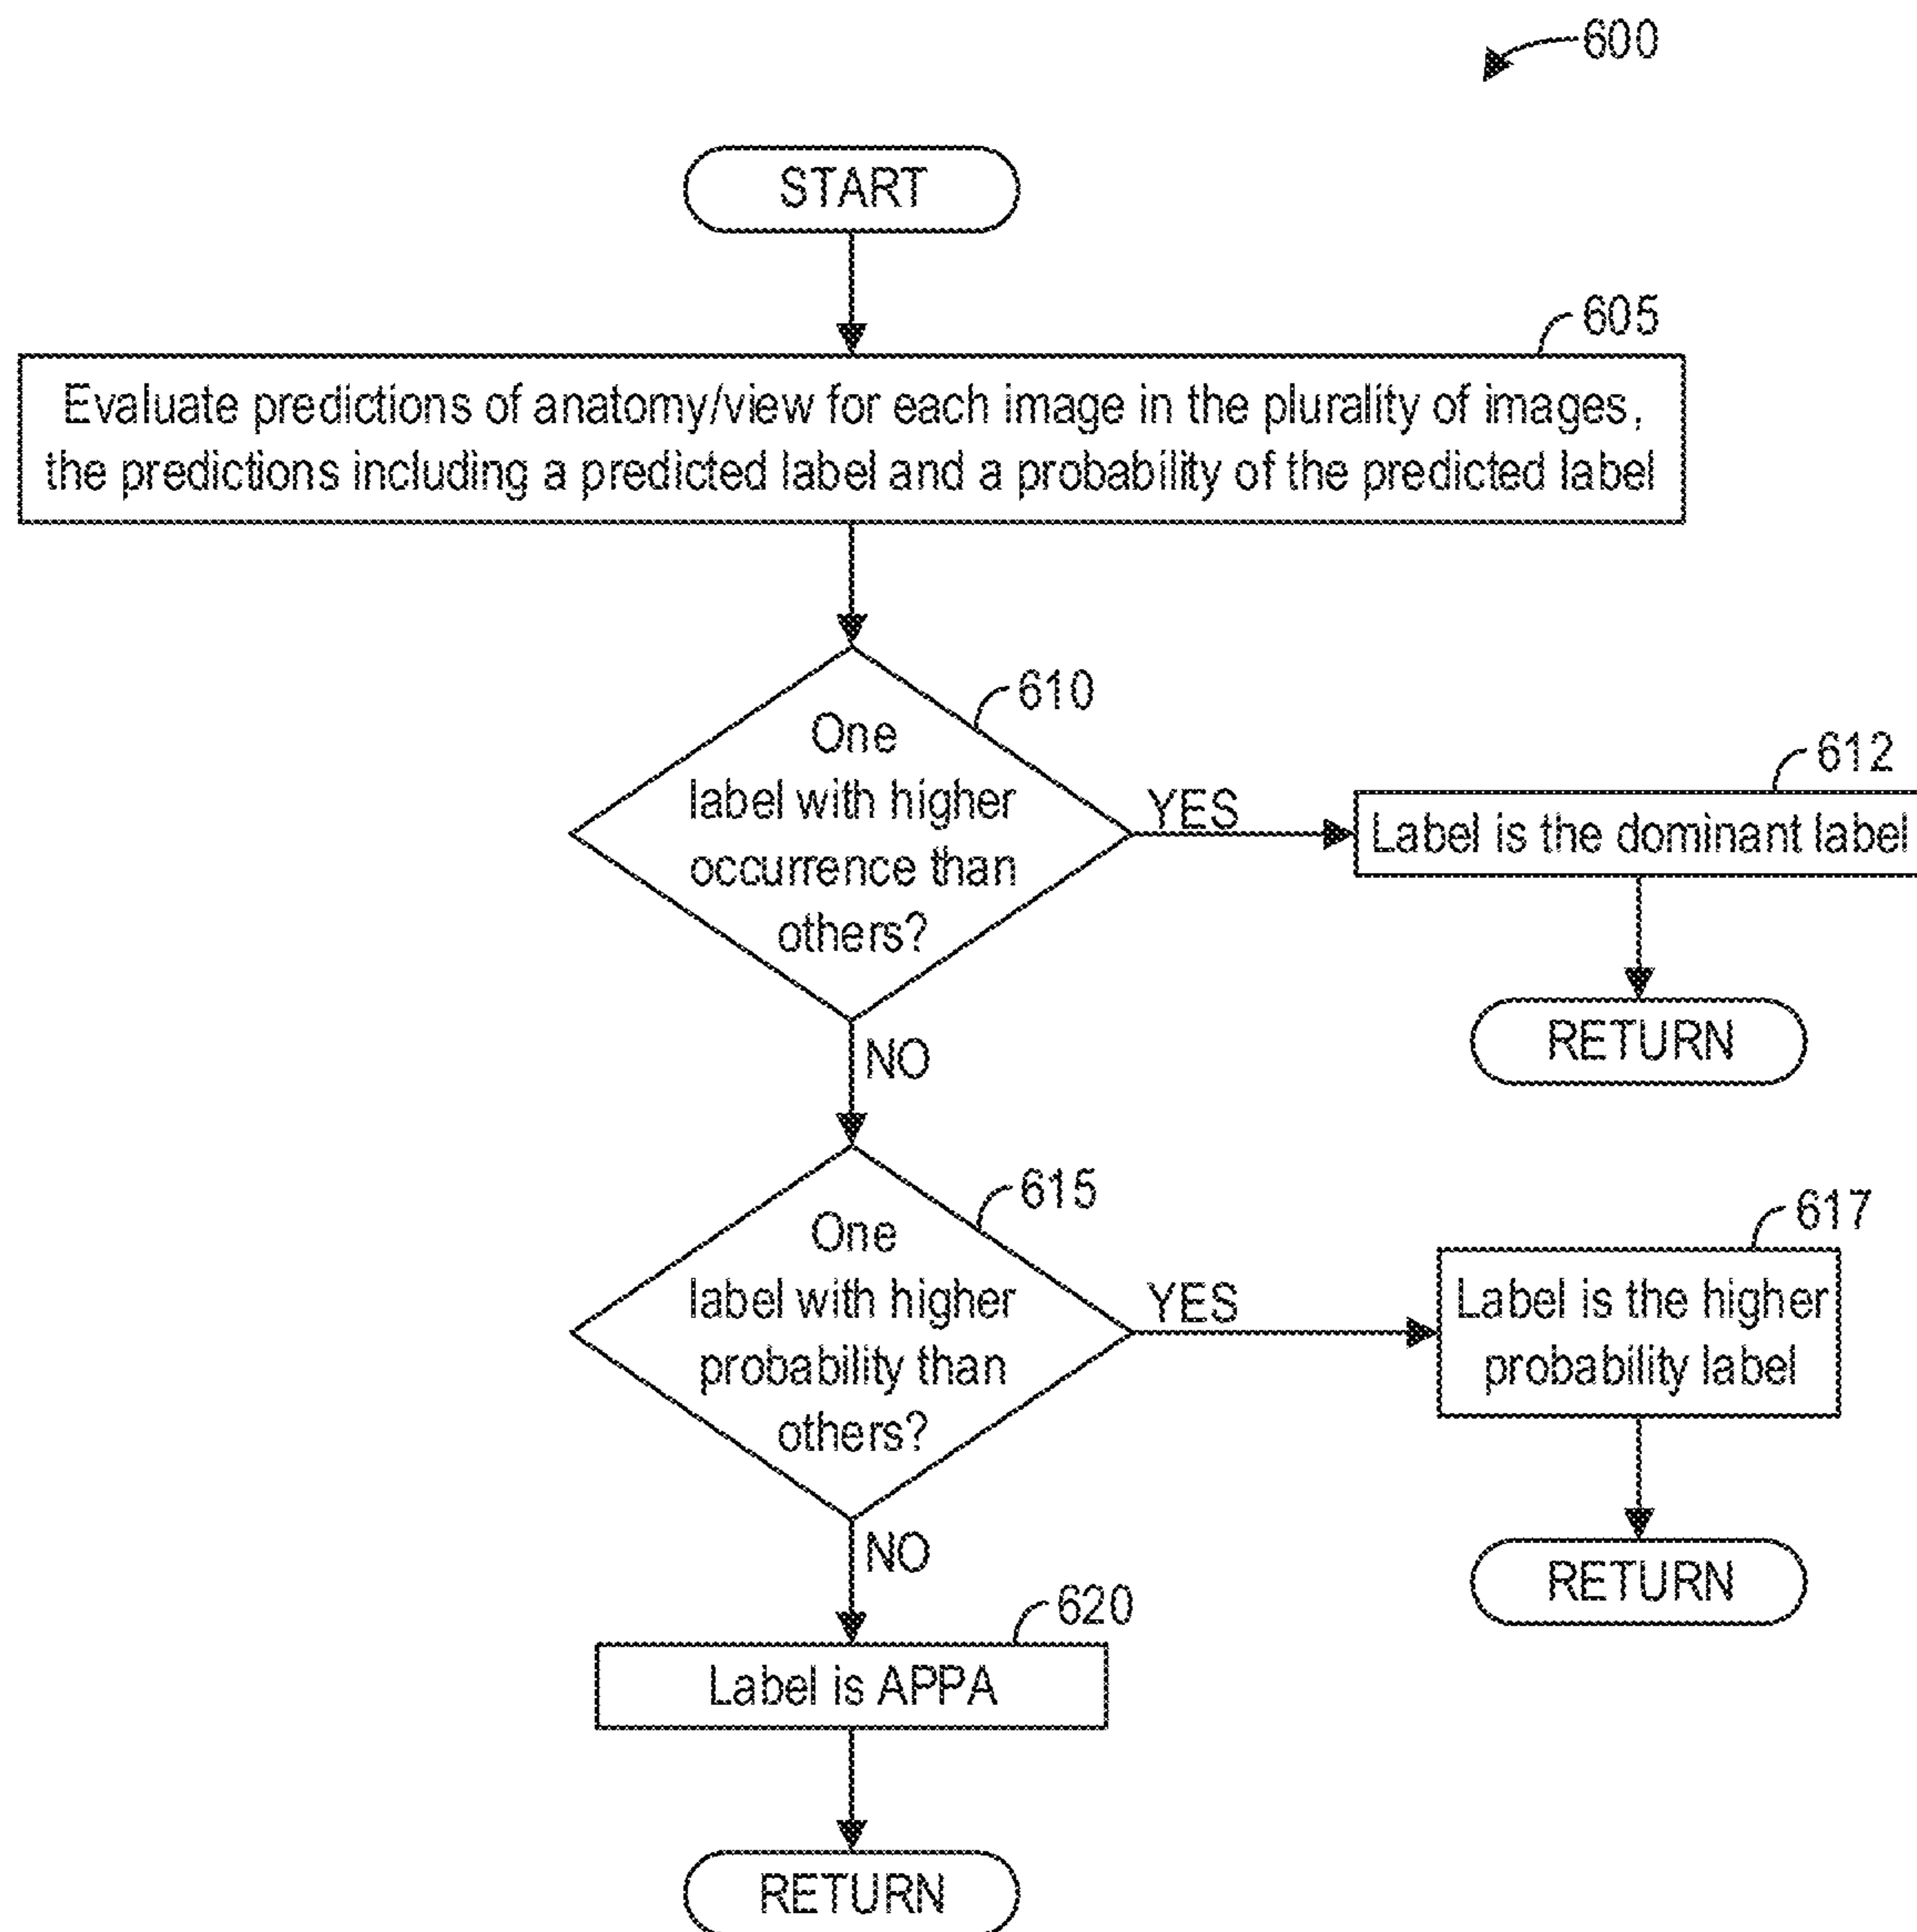 600
START
605
Evaluate predictions of anatomy/view for each image in the plurality of images,
the predictions including a predicted label and a probability of the predicted label
610
One
label with higher
occurrence than
others?
YES
612
Label is the dominant label
RETURN
NO
615
One
label with higher
probability than
others?
YES
617
Label is the higher
probability label
RETURN
NO
620
Label is APPA
RETURN